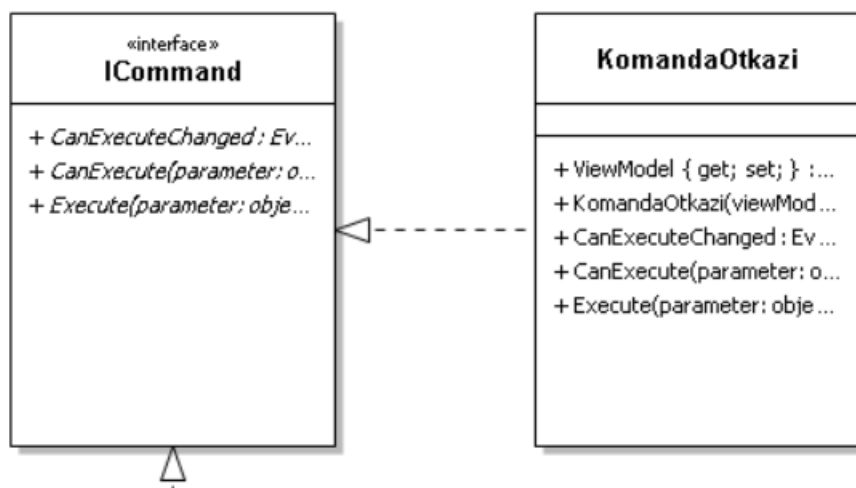 «interface»
ICommand
+ CanExecuteChanged : Ev...
+ CanExecute(parameter: o...
+ Execute(parameter: obje...
KomandaOtkazi
+ ViewModel { get; set; } :...
+ KomandaOtkazi(viewMod...
+ CanExecuteChanged : Ev...
+ CanExecute(parameter: o...
+ Execute(parameter: obje...